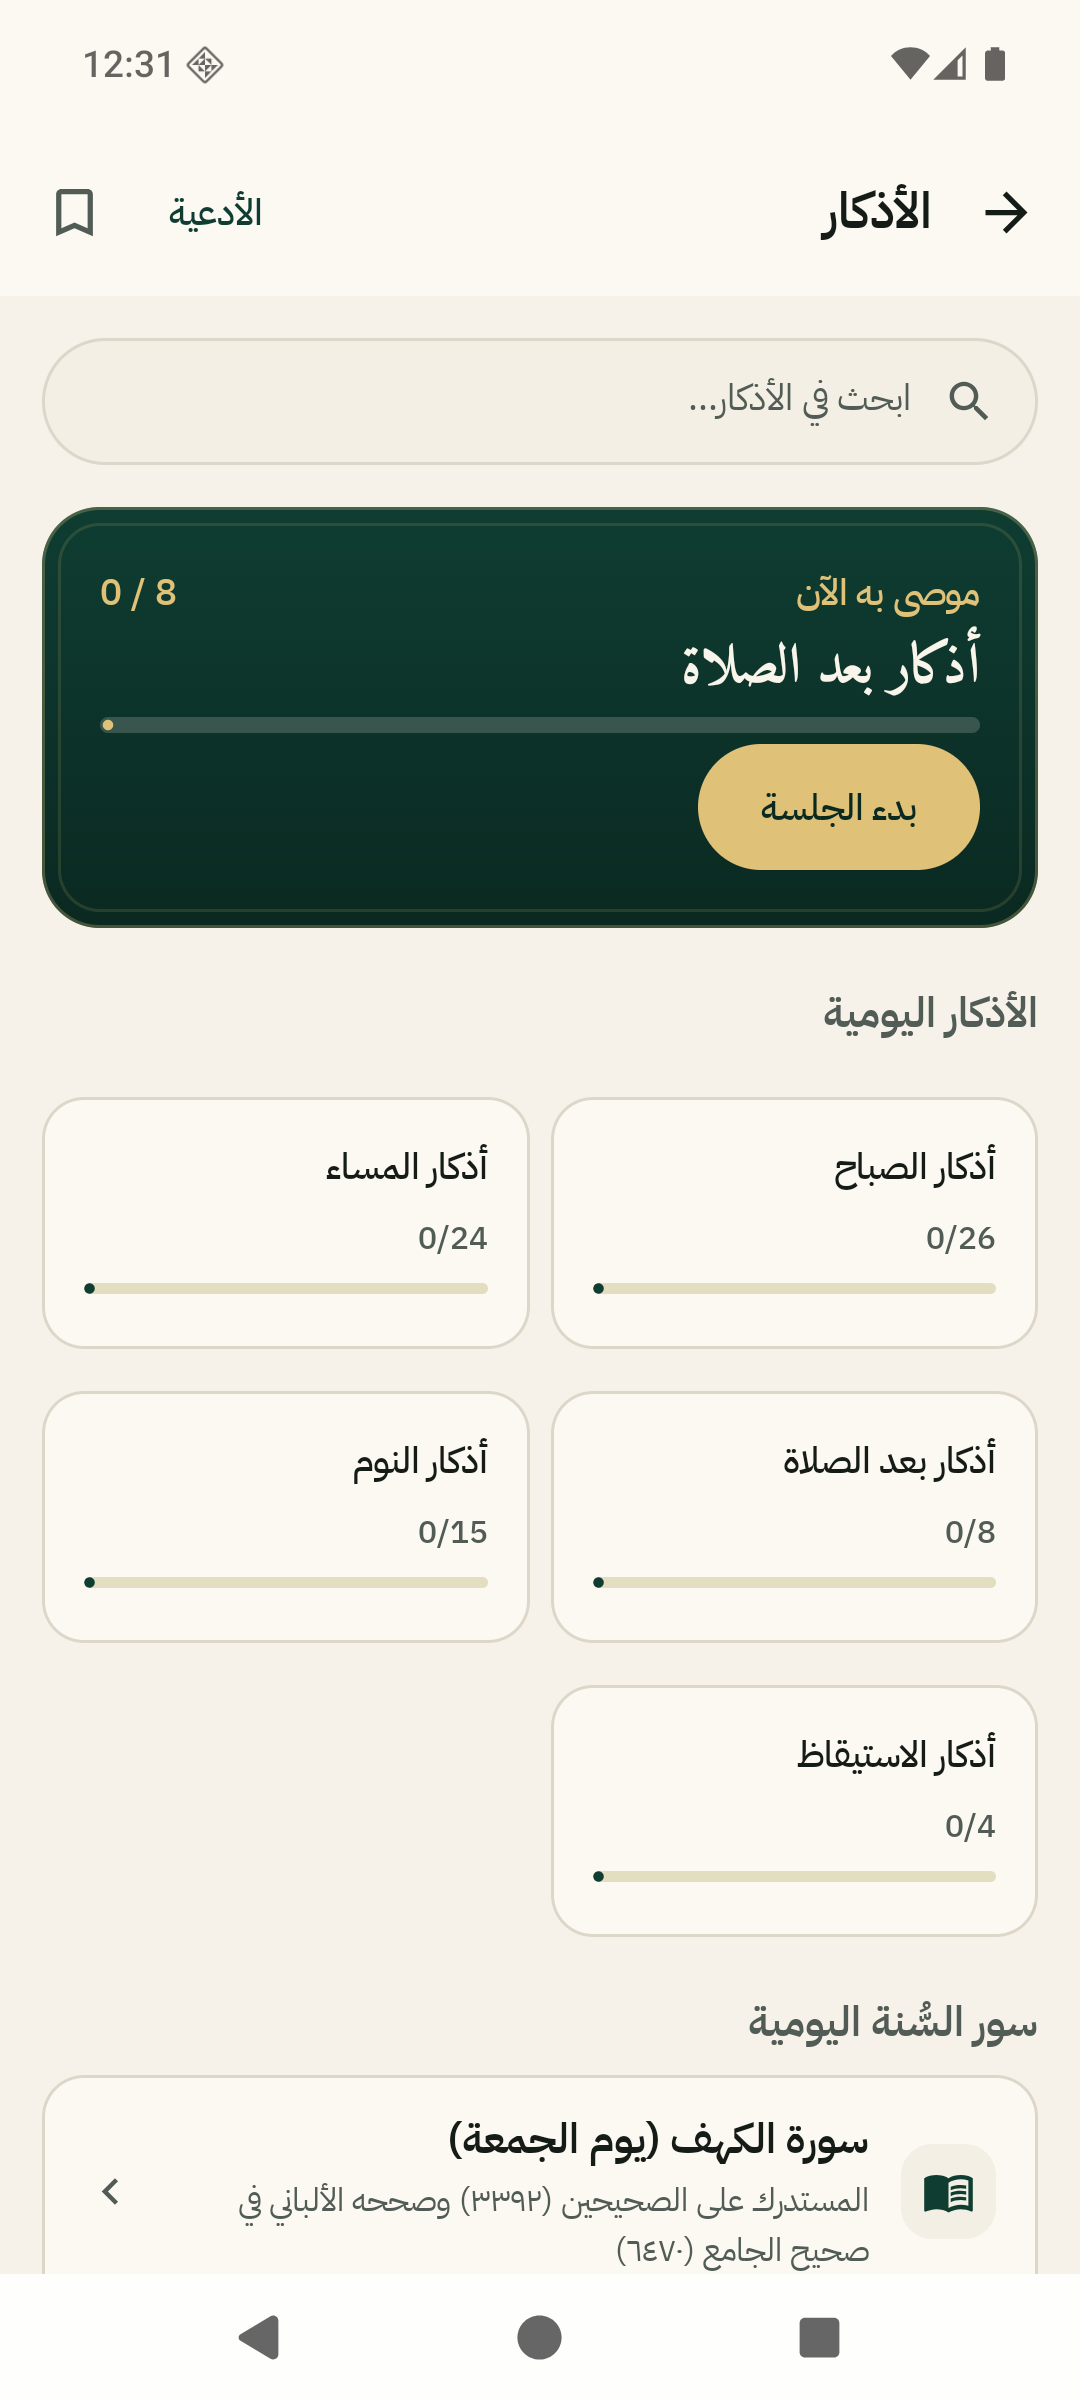 12:31
الأذكار
الأدعية
ابحث في الأذكار...
موصى به الآن
0 / 8
أذكار بعد الصلاة
بدء الجلسة
الأذكار اليومية
أذكار الصباح
0/26
أذكار المساء
0/24
أذكار بعد الصلاة
0/8
أذكار النوم
0/15
أذكار الاستيقاظ
0/4
سور السُّنة اليومية
سورة الكهف (يوم الجمعة)
المستدرك على الصحيحين (٣٣٩٢) وصححه الألباني في
صحيح الجامع (٦٤٧٠)